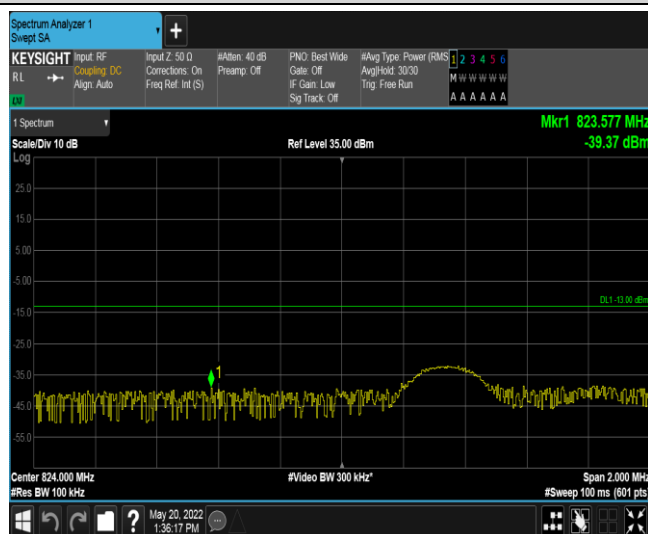 Spectrum Analyzer 1
Swept SA
+
KEYSIGHT Input: RF Input Z: 50 Ω #Atten: 40 dB PNO: Best Wide #Avg Type: Power (RMS 1 2 3 4 5 6
RL Coupling: DC Corrections: On Preamp: Off Gate: Off Avg|Hold: 30/30 M W W W W W
Align: Auto Freq Ref: Int (S) IF Gain: Low Trig: Free Run
Sig Track: Off A A A A A A
1 Spectrum Mkr1 823.577 MHz
Scale/Div 10 dB Ref Level 35.00 dBm -39.37 dBm
Log
25.0
15.0
5.00
-5.00
DL1 -13.00 dBm
-15.0
-25.0
-35.0
1
-45.0
-55.0
Center 824.000 MHz #Video BW 300 kHz* Span 2.000 MHz
#Res BW 100 kHz #Sweep 100 ms (601 pts)
? May 20, 2022
1:36:17 PM